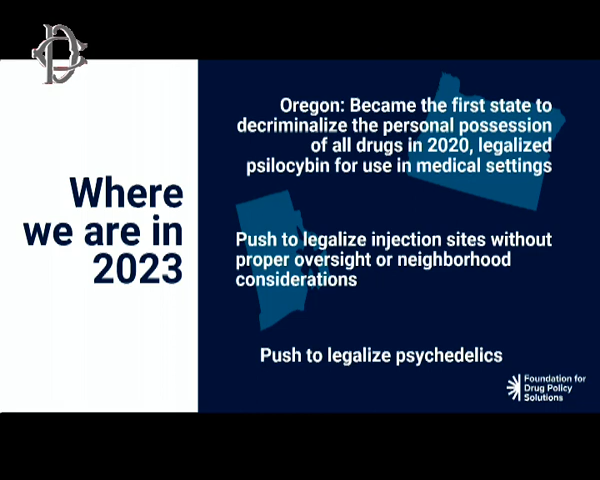 Where
we are in
2023
Oregon: Became the first state to
decriminalize the personal possession
of all drugs in 2020, legalized
psilocybin for use in medical settings
Push to legalize injection sites without
proper oversight or neighborhood
considerations
Push to legalize psychedelics
Foundation for
Drug Policy
Solutions